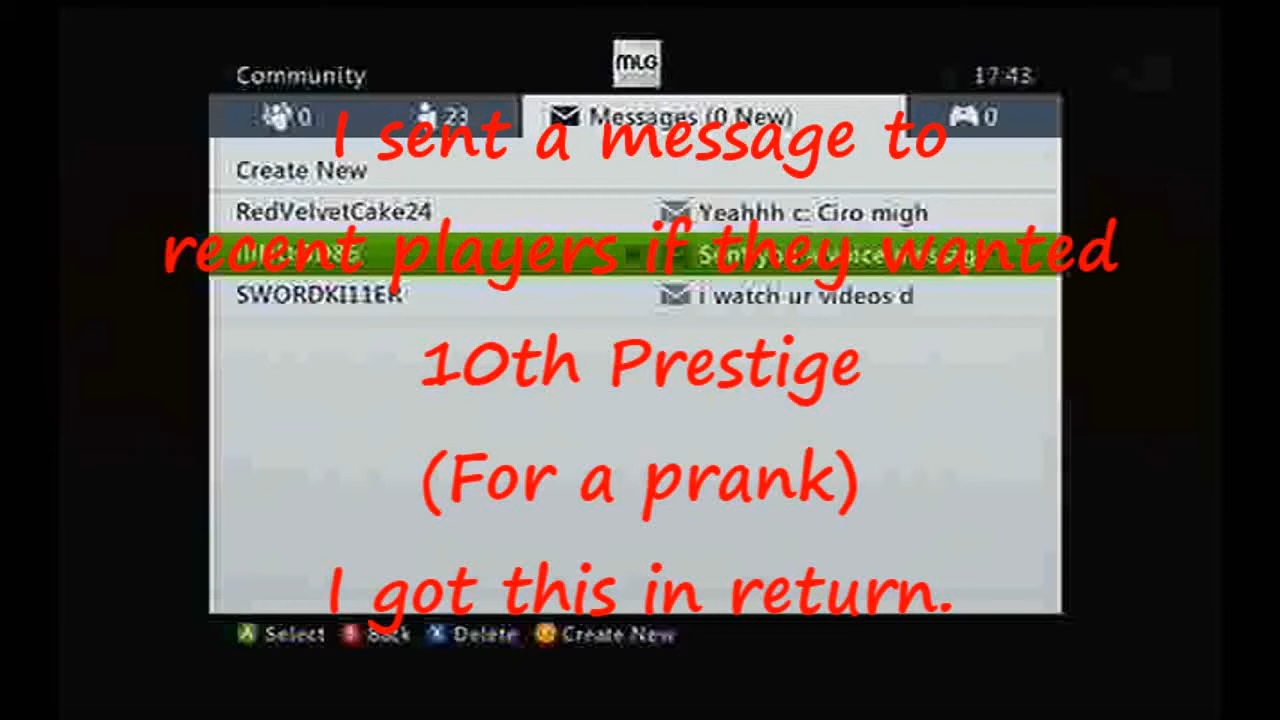 MLG
Community 17:43
0 23 Messages (0 New) 0
I sent a message to
Create New
RedVelvetCake24 Yeahhh c: Ciro migh
recent players if they wanted
SWORDKI11ER i watch ur videos d
10th Prestige
(For a prank)
I got this in return.
A Select B Back X Delete Create New